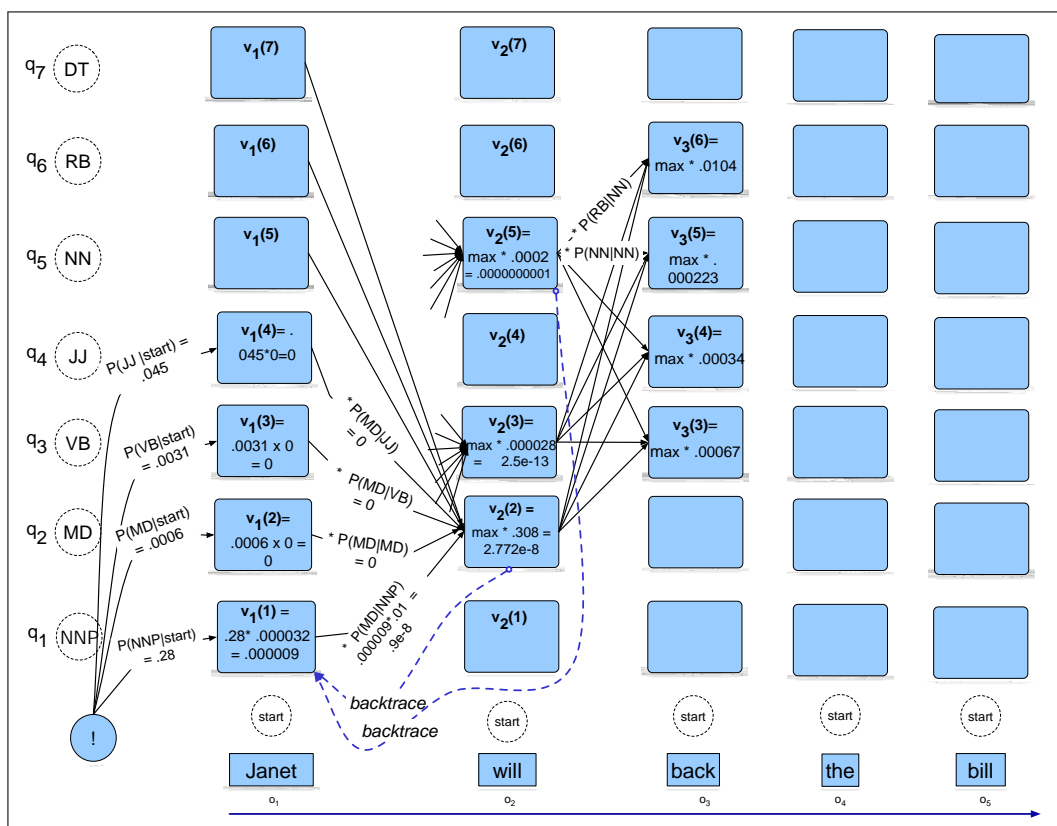 q7 DT
v1(7)
v2(7)
q6 RB
v1(6)
v2(6)
v3(6)=
max * .0104
* P(RB|NN)
q5 NN
v1(5)
v2(5)=
max * .0002
= .0000000001
* P(NN|NN)
v3(5)=
max * .
000223
q4 JJ
P(JJ |start) =
.045
v1(4)= .
045*0=0
* P(MD|JJ)
= 0
v2(4)
v3(4)=
max * .00034
q3 VB
P(VB|start)
= .0031
v1(3)=
.0031 x 0
= 0
* P(MD|VB)
= 0
v2(3)=
max * .000028
= 2.5e-13
v3(3)=
max * .00067
q2 MD
P(MD|start)
= .0006
v1(2)=
.0006 x 0 =
0
* P(MD|MD)
= 0
v2(2) =
max * .308 =
2.772e-8
q1 NNP
P(NNP|start)
= .28
v1(1) =
.28* .000032
= .000009
* P(MD|NNP)
.000009*.01 =
.9e-8
v2(1)
backtrace
backtrace
!
start
start
start
start
start
Janet
will
back
the
bill
o1
o2
o3
o4
o5